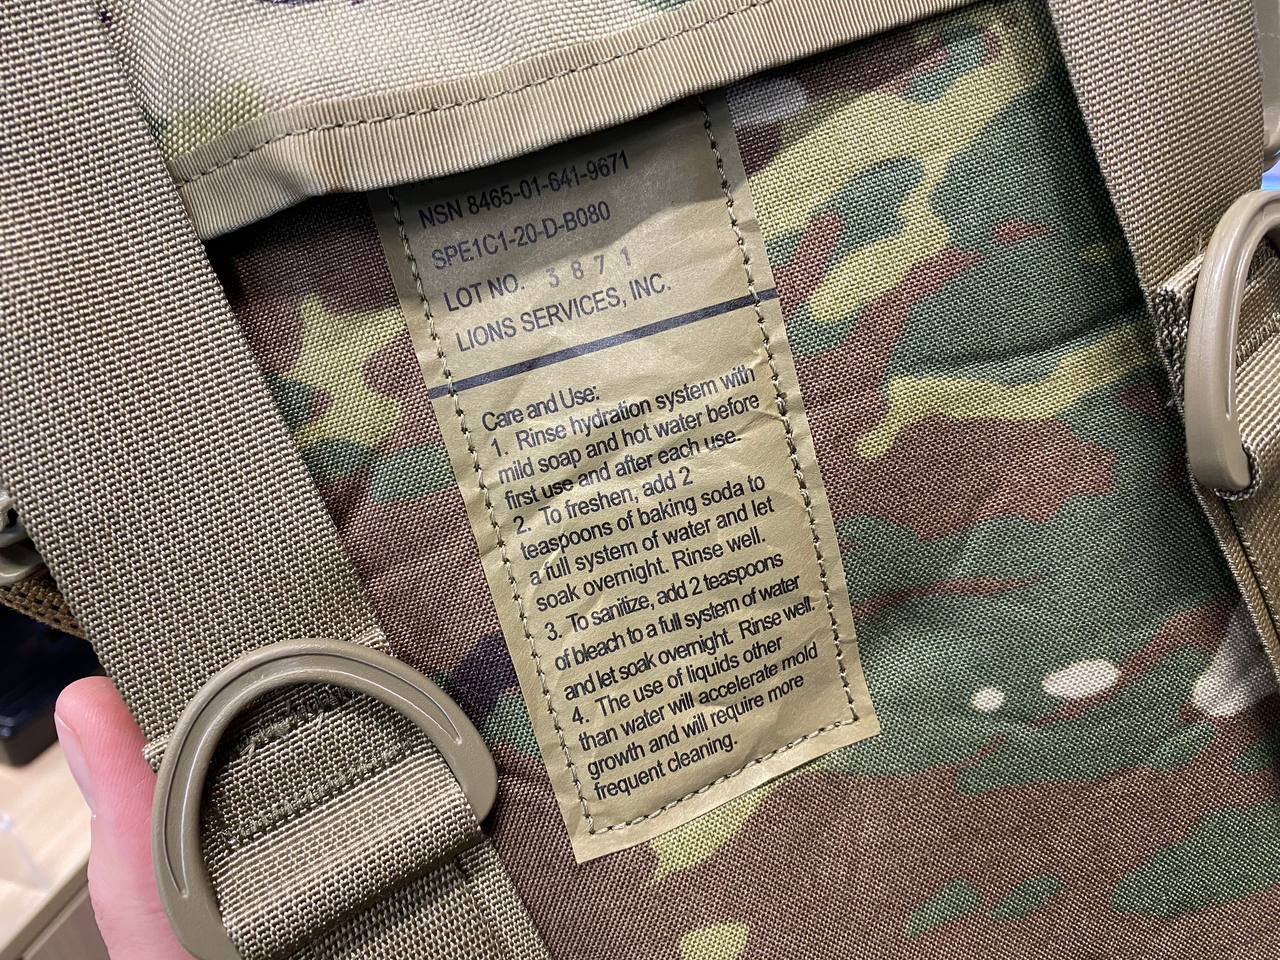 NSN 8465-01-641-9671
SPE1C1-20-D-B080
LOT NO. 3871
LIONS SERVICES, INC.
Care and Use:
1. Rinse hydration system with
mild soap and hot water before
first use and after each use.
2. To freshen, add 2
teaspoons of baking soda to
a full system of water and let
soak overnight. Rinse well.
3. To sanitize, add 2 teaspoons
of bleach to a full system of water
and let soak overnight. Rinse well.
4. The use of liquids other
than water will accelerate mold
growth and will require more
frequent cleaning.